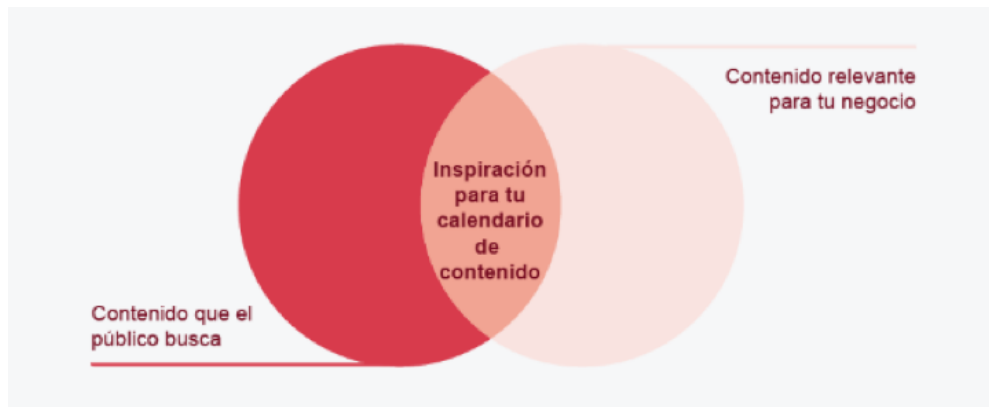 Contenido relevante
para tu negocio
Inspiración
para tu
calendario
de
contenido
Contenido que el
público busca